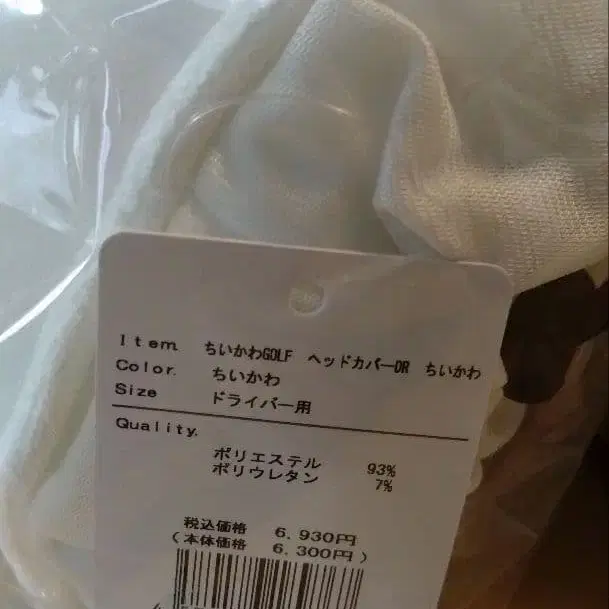 Item. ちいかわGOLF ヘッドカバーDR ちいかわ
Color. ちいかわ
Size ドライバー用
Quality.
ポリエステル 93%
ポリウレタン 7%
税込価格 6,930円
(本体価格 6,300円)